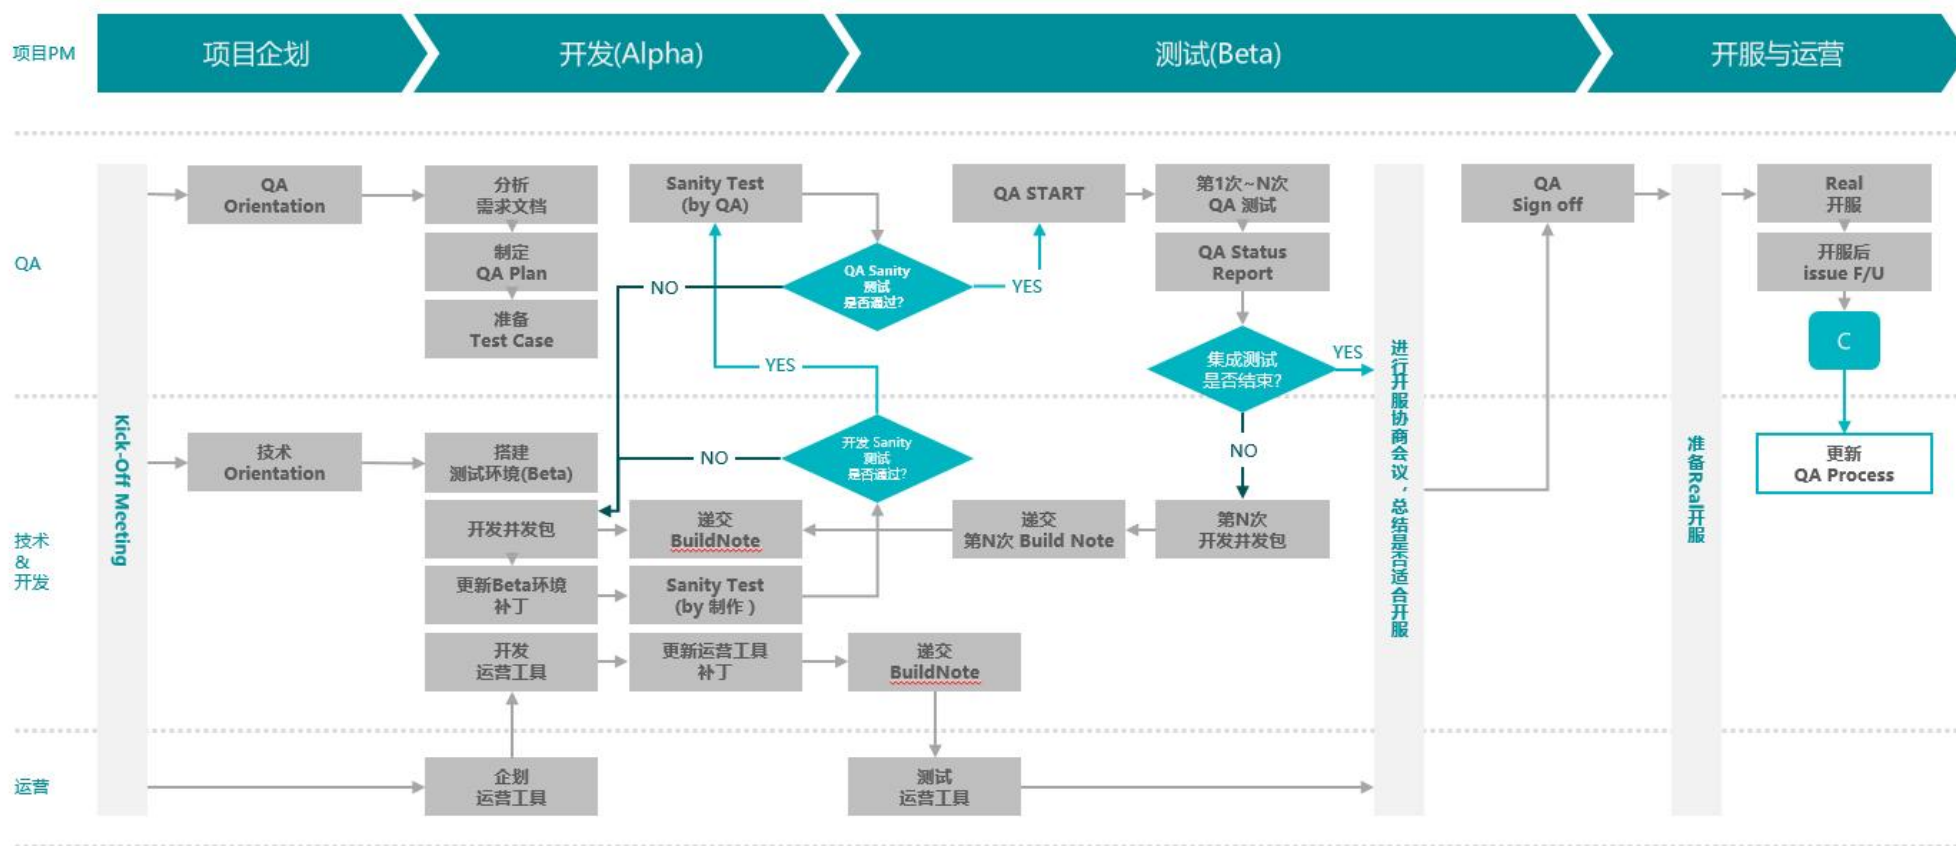 项目PM
项目企划
开发(Alpha)
测试(Beta)
开服与运营
QA
QA
Orientation
分析
需求文档
制定
QA Plan
准备
Test Case
Sanity Test
(by QA)
QA Sanity
测试
是否通过?
NO
YES
QA START
第1次~N次
QA 测试
QA Status
Report
集成测试
是否结束?
YES
NO
YES
QA
Sign off
Real
开服
开服后
issue F/U
C
更新
QA Process
Kick-Off Meeting
进行开服协商会议，总结是否适合开服
准备Real开服
技术
&
开发
技术
Orientation
搭建
测试环境(Beta)
开发 Sanity
测试
是否通过?
NO
开发并发包
递交
BuildNote
递交
第N次 Build Note
第N次
开发并发包
更新Beta环境
补丁
Sanity Test
(by 制作 )
开发
运营工具
更新运营工具
补丁
递交
BuildNote
运营
企划
运营工具
测试
运营工具